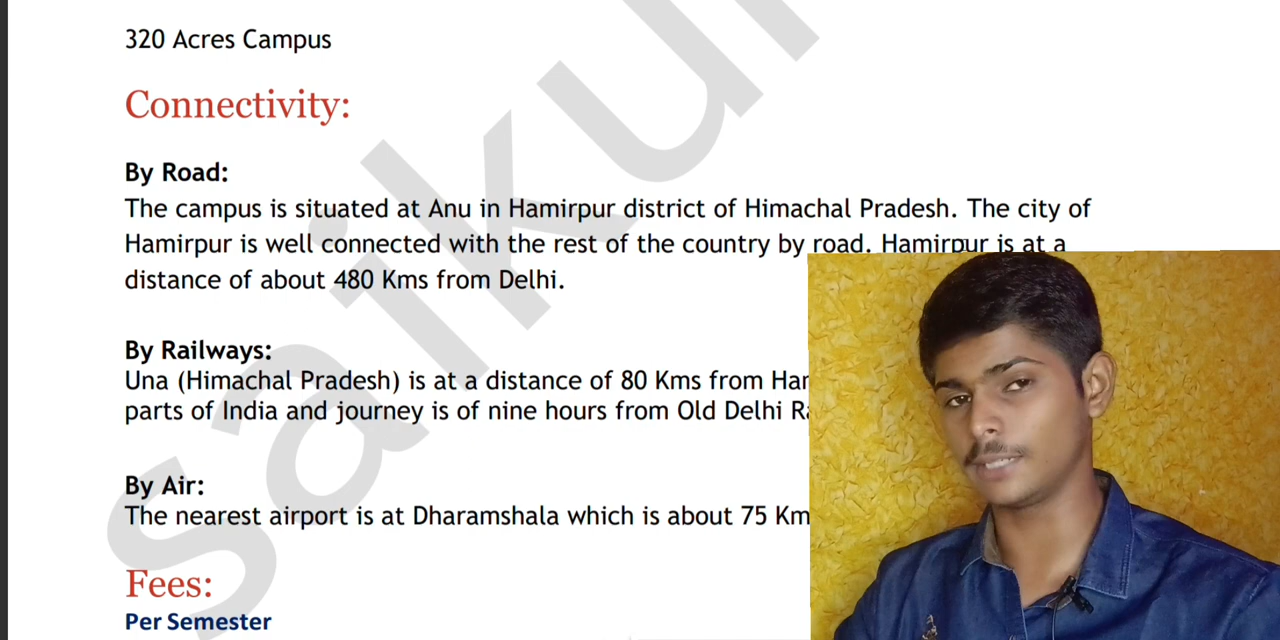 320 Acres Campus
Connectivity:
By Road:
The campus is situated at Anu in Hamirpur district of Himachal Pradesh. The city of
Hamirpur is well connected with the rest of the country by road. Hamirpur is at a
distance of about 480 Kms from Delhi.
By Railways:
Una (Himachal Pradesh) is at a distance of 80 Kms from
parts of India and journey is of nine hours from Old Delhi
By Air:
The nearest airport is at Dharamshala which is about 75
Fees:
Per Semester